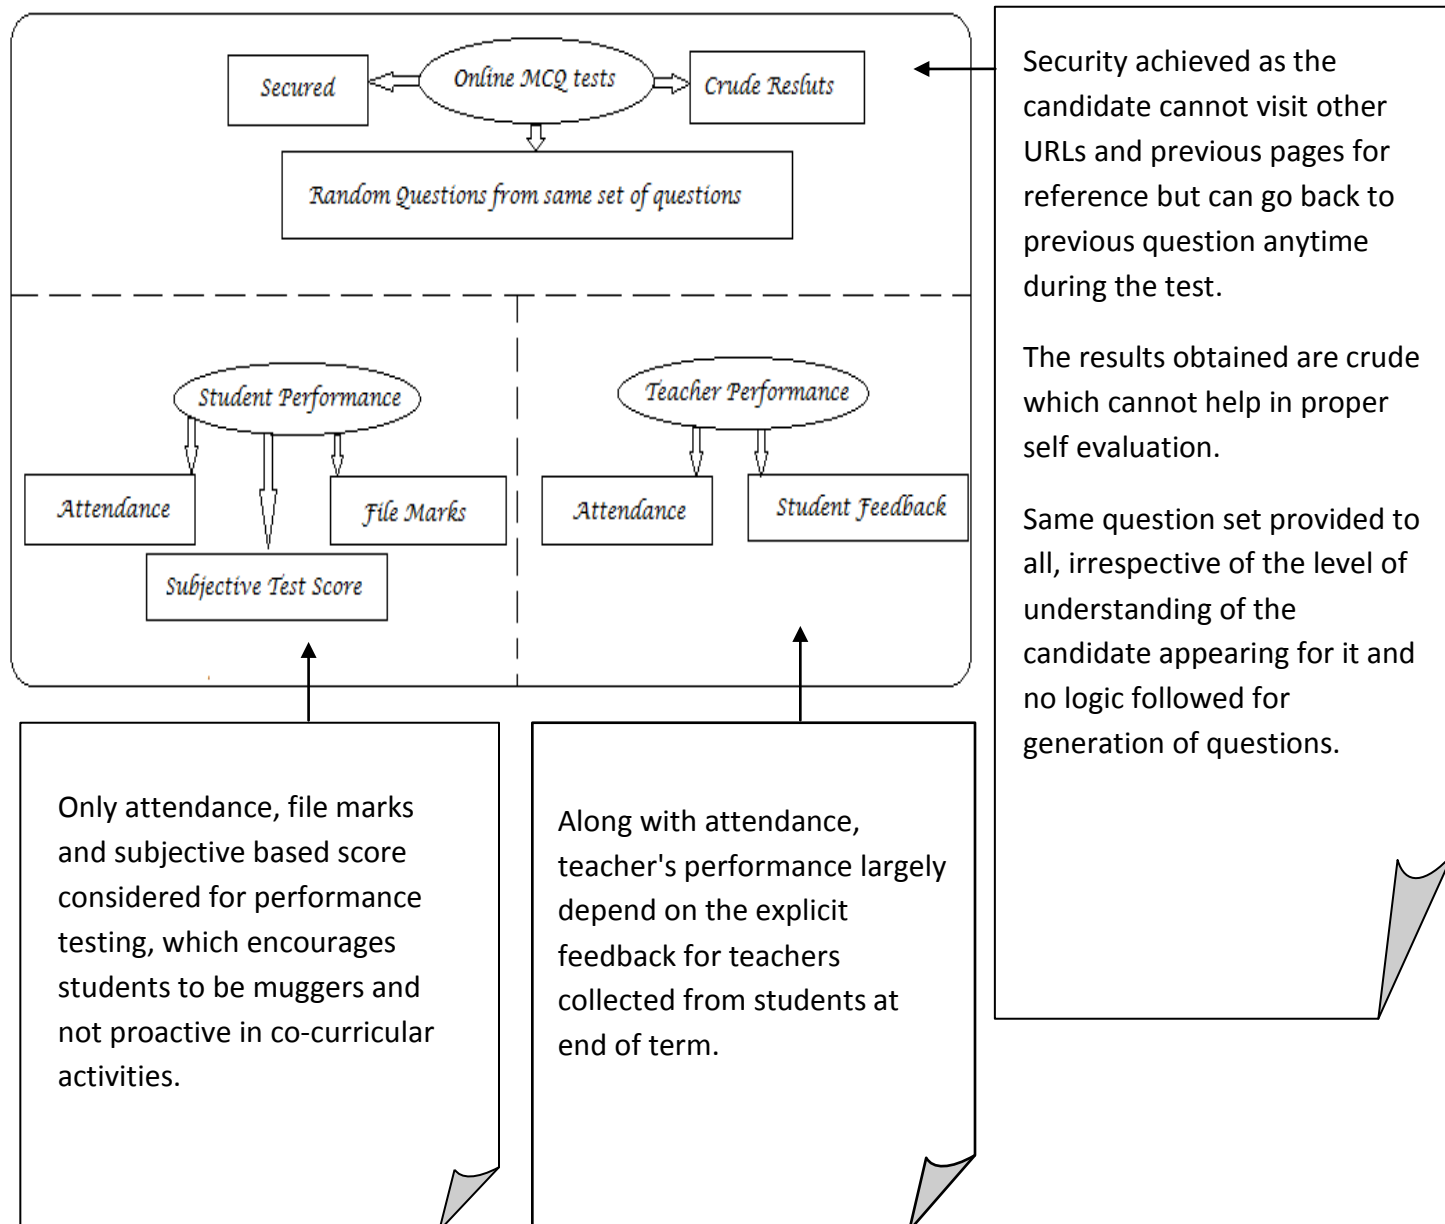 Online MCQ tests
Secured
Crude Resluts
Random Questions from same set of questions
Student Performance
Attendance
File Marks
Subjective Test Score
Teacher Performance
Attendance
Student Feedback
Security achieved as the
candidate cannot visit other
URLs and previous pages for
reference but can go back to
previous question anytime
during the test.
The results obtained are crude
which cannot help in proper
self evaluation.
Same question set provided to
all, irrespective of the level of
understanding of the
candidate appearing for it and
no logic followed for
generation of questions.
Only attendance, file marks
and subjective based score
considered for performance
testing, which encourages
students to be muggers and
not proactive in co-curricular
activities.
Along with attendance,
teacher's performance largely
depend on the explicit
feedback for teachers
collected from students at
end of term.